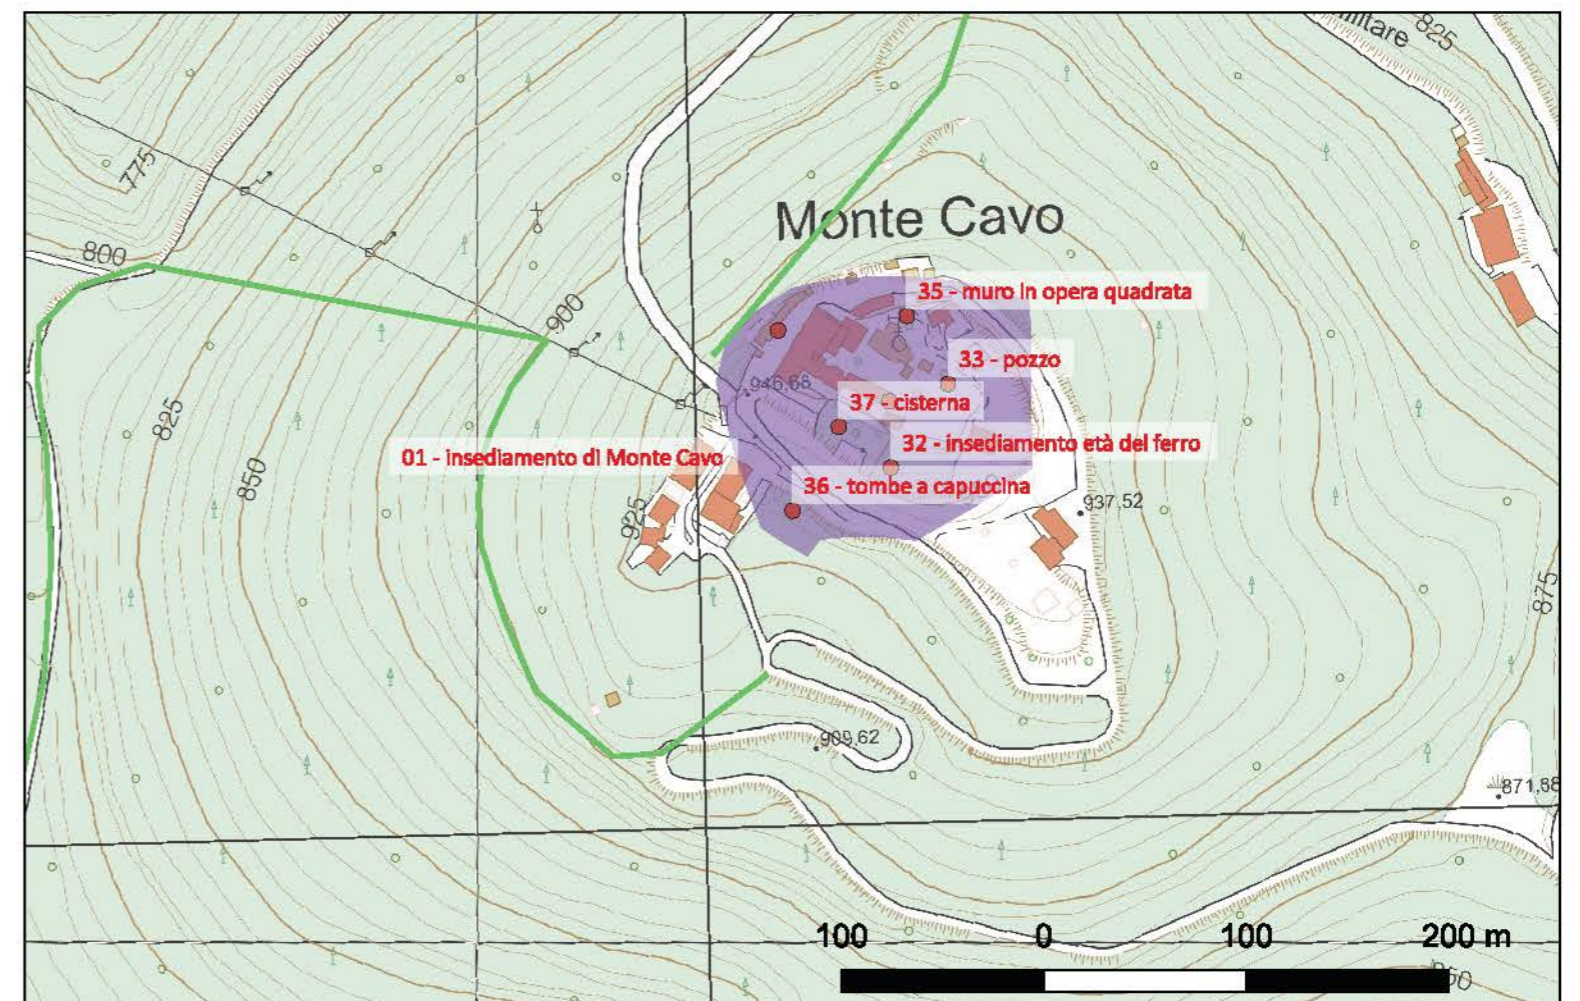 825
775
Monte Cavo
800
35 - muro in opera quadrata
900
33 - pozzo
946,68
37 - cisterna
825
32 - insediamento età del ferro
01 - insediamento di Monte Cavo
850
36 - tombe a capuccina
937,52
925
875
909,62
871,88
100 0 100 200 m